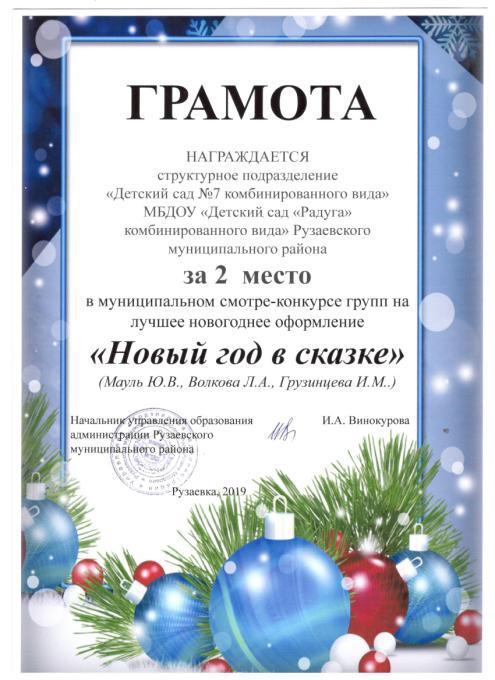 ГРАМОТА
НАГРАЖДАЕТСЯ
структурное подразделение
«Детский сад №7 комбинированного вида»
МБДОУ «Детский сад «Радуга»
комбинированного вида» Рузаевского
муниципального района
за 2 место
в муниципальном смотре-конкурсе групп на
лучшее новогоднее оформление
«Новый год в сказке»
(Мауль Ю.В., Волкова Л.А., Грузинцева И.М..)
Начальник управления образования
администрации Рузаевского
муниципального района
И.А. Винокурова
Рузаевка, 2019